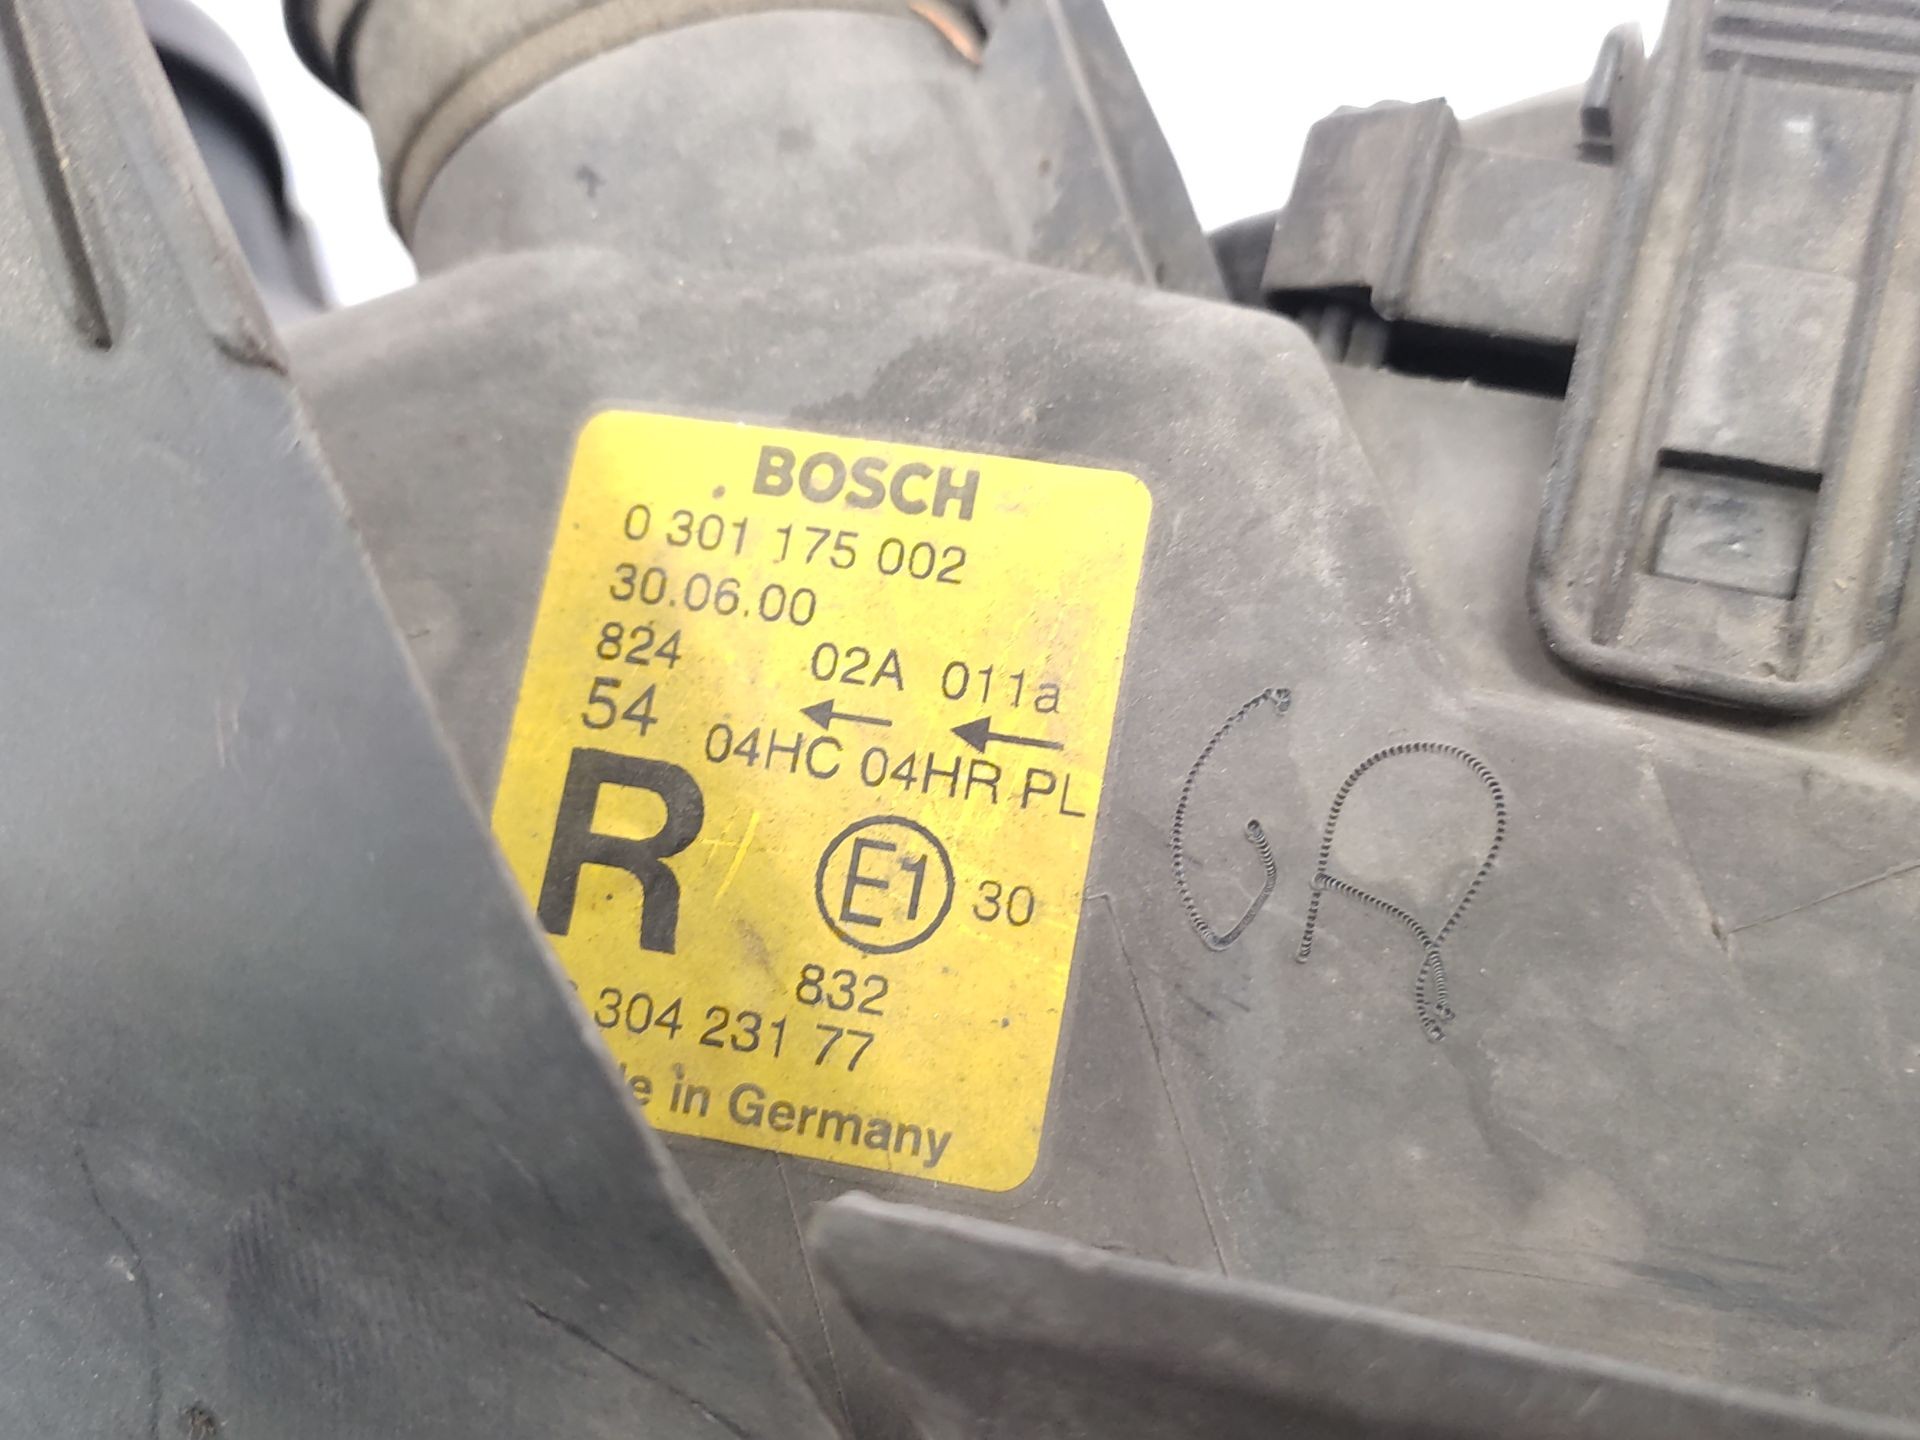 BOSCH
0 301 175 002
30.06.00
824 02A 011a
54 ← ←
04HC 04HR PL
R
E1 30
832
304 231 77
in Germany
GR